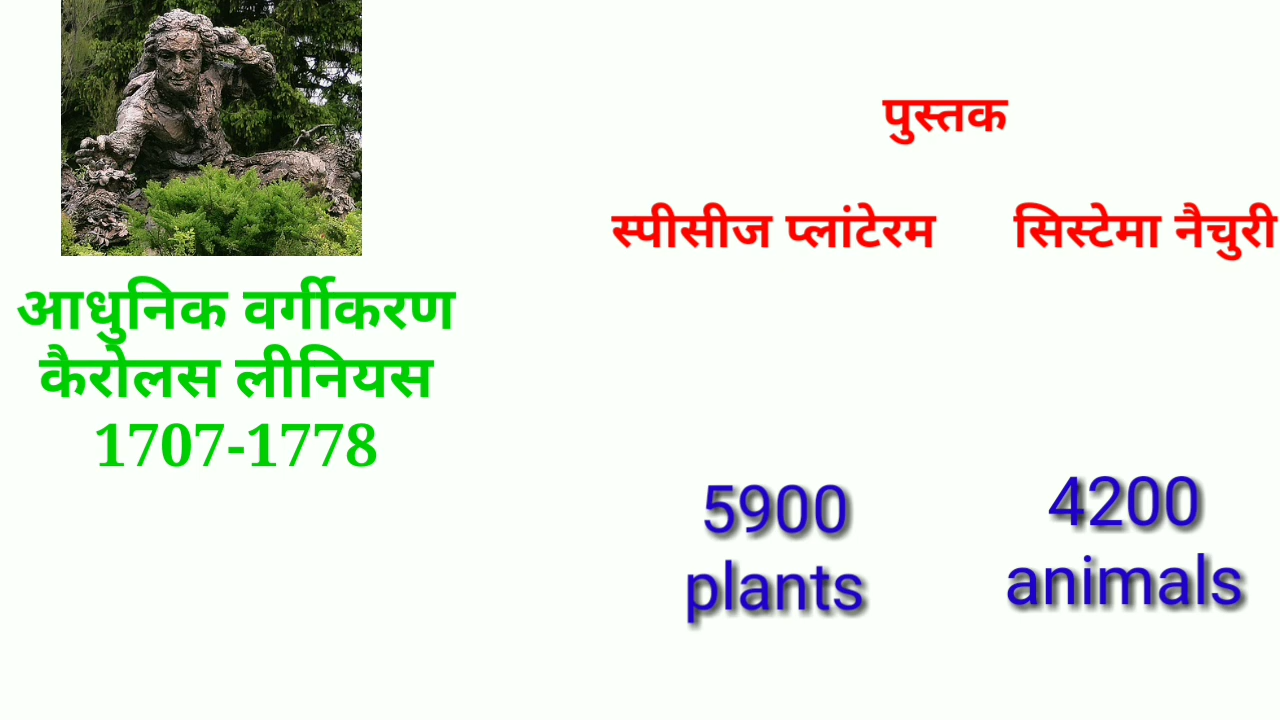 आधुनिक वर्गीकरण
कैरोलस लीनियस
1707-1778
पुस्तक
स्पीसीज प्लांटेरम
सिस्टेमा नैचुरी
5900
plants
4200
animals